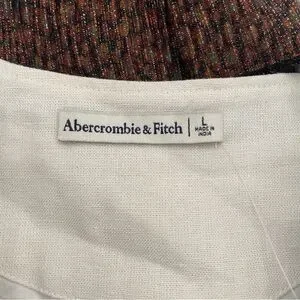 Abercrombie & Fitch
L
MADE IN
INDIA